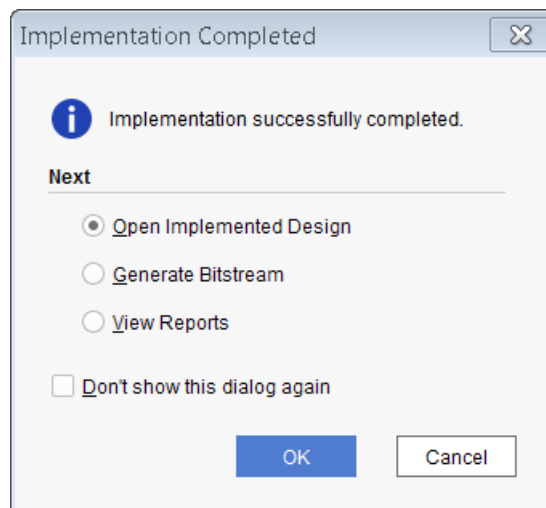 Implementation Completed
Implementation successfully completed.
Next
Open Implemented Design
Generate Bitstream
View Reports
Don't show this dialog again
OK
Cancel